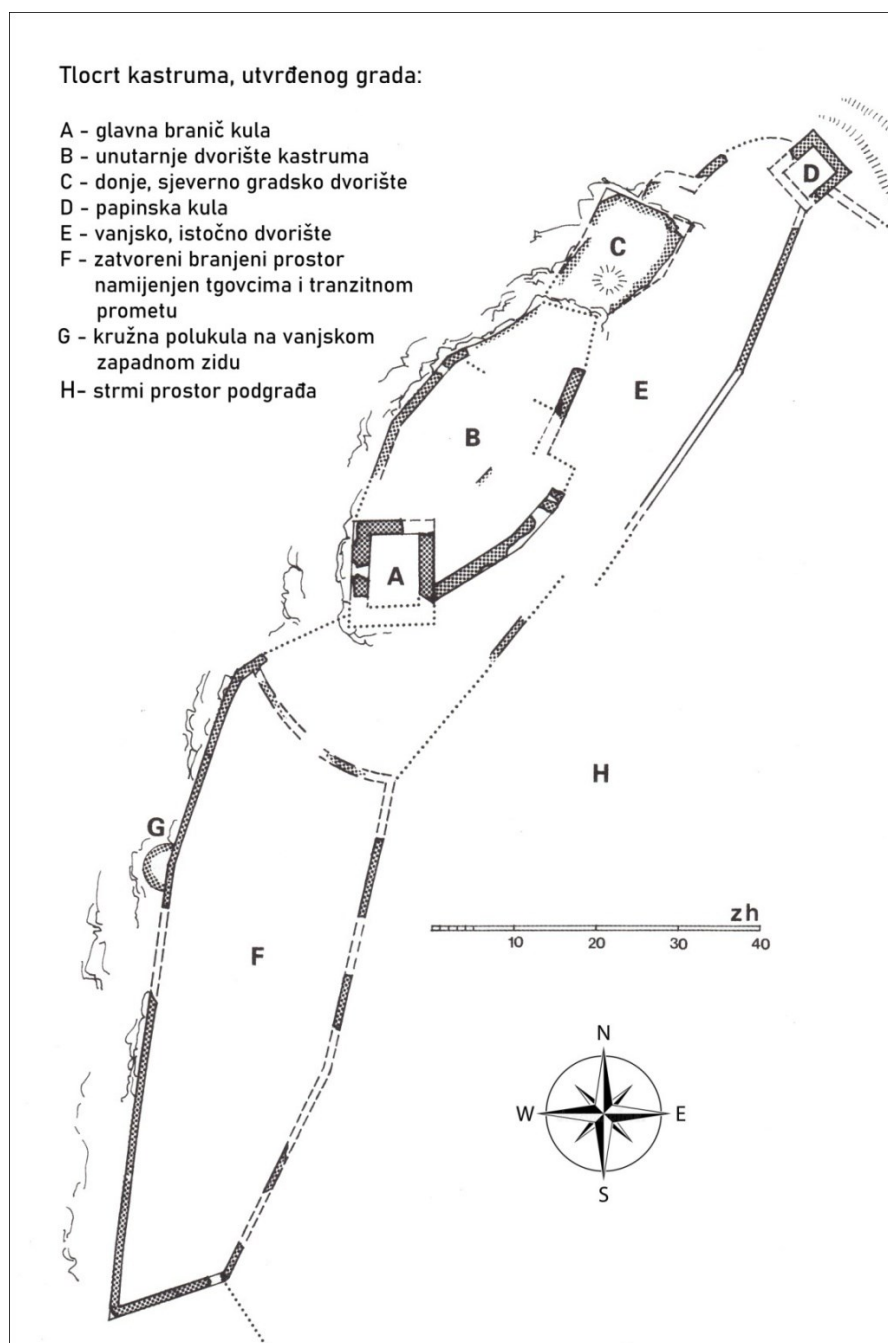 Tlocrt kastruma, utvrđenog grada:
A - glavna branič kula
B - unutarnje dvorište kastruma
C - donje, sjeverno gradsko dvorište
D - papinska kula
E - vanjsko, istočno dvorište
F - zatvoreni branjeni prostor
namijenjen tgovcima i tranzitnom
prometu
G - kružna polukula na vanjskom
zapadnom zidu
H- strmi prostor podgrađa
D
C
E
B
A
H
G
zh
10 20 30 40
F
N
W E
S